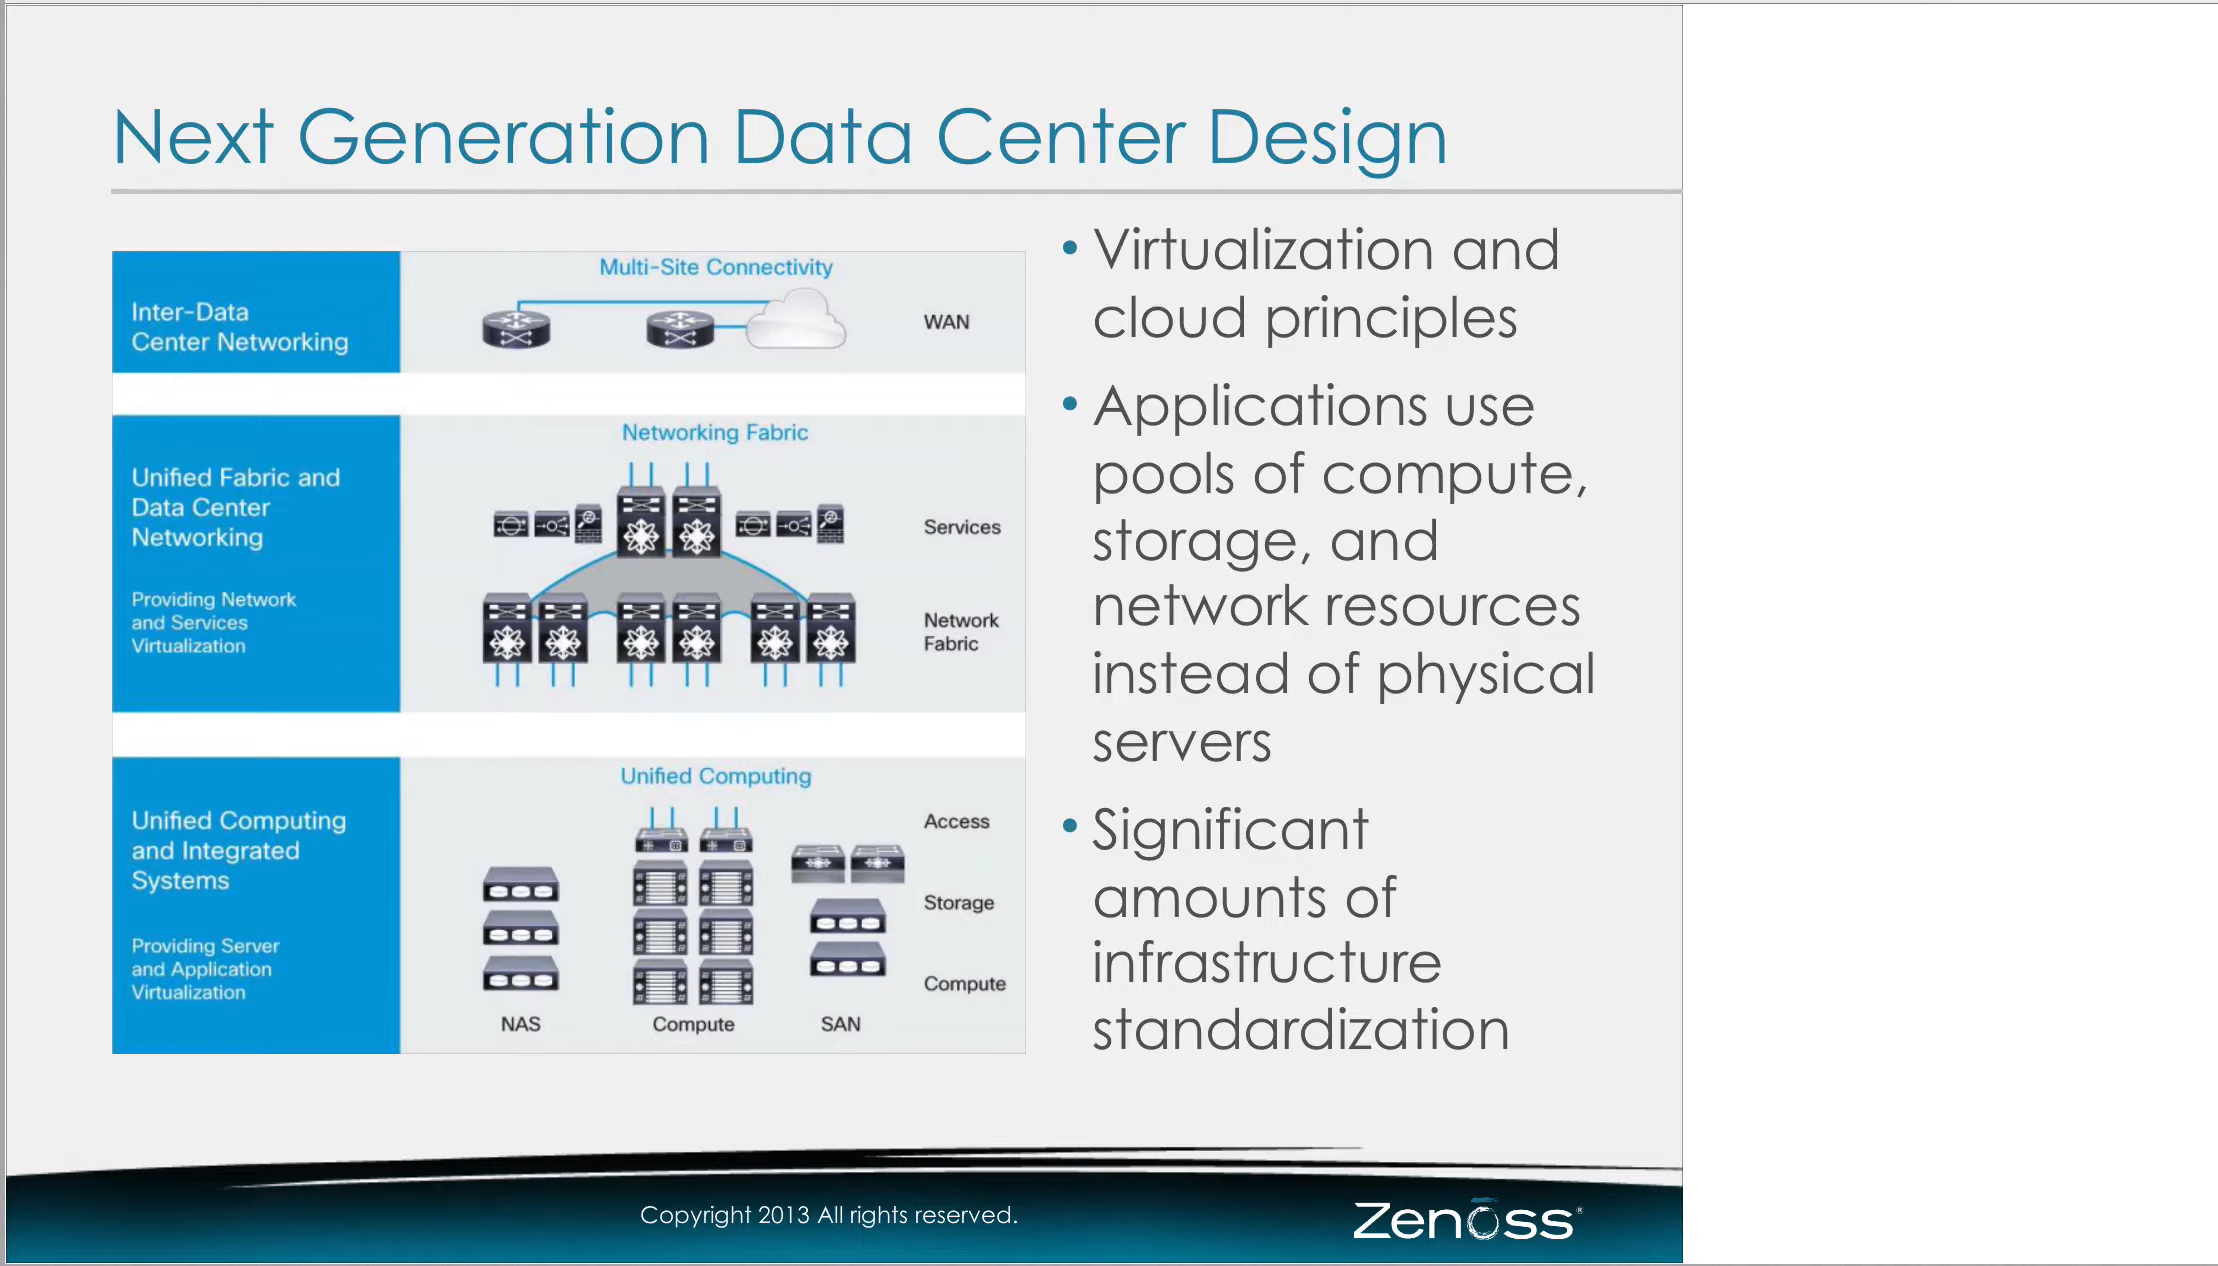 Next Generation Data Center Design
Inter-Data
Center Networking
Multi-Site Connectivity
WAN
Unified Fabric and
Data Center
Networking
Providing Network
and Services
Virtualization
Networking Fabric
Services
Network
Fabric
Unified Computing
and Integrated
Systems
Providing Server
and Application
Virtualization
Unified Computing
Access
Storage
Compute
NAS
Compute
SAN
• Virtualization and
cloud principles
• Applications use
pools of compute,
storage, and
network resources
instead of physical
servers
• Significant
amounts of
infrastructure
standardization
Copyright 2013 All rights reserved.
Zenoss®